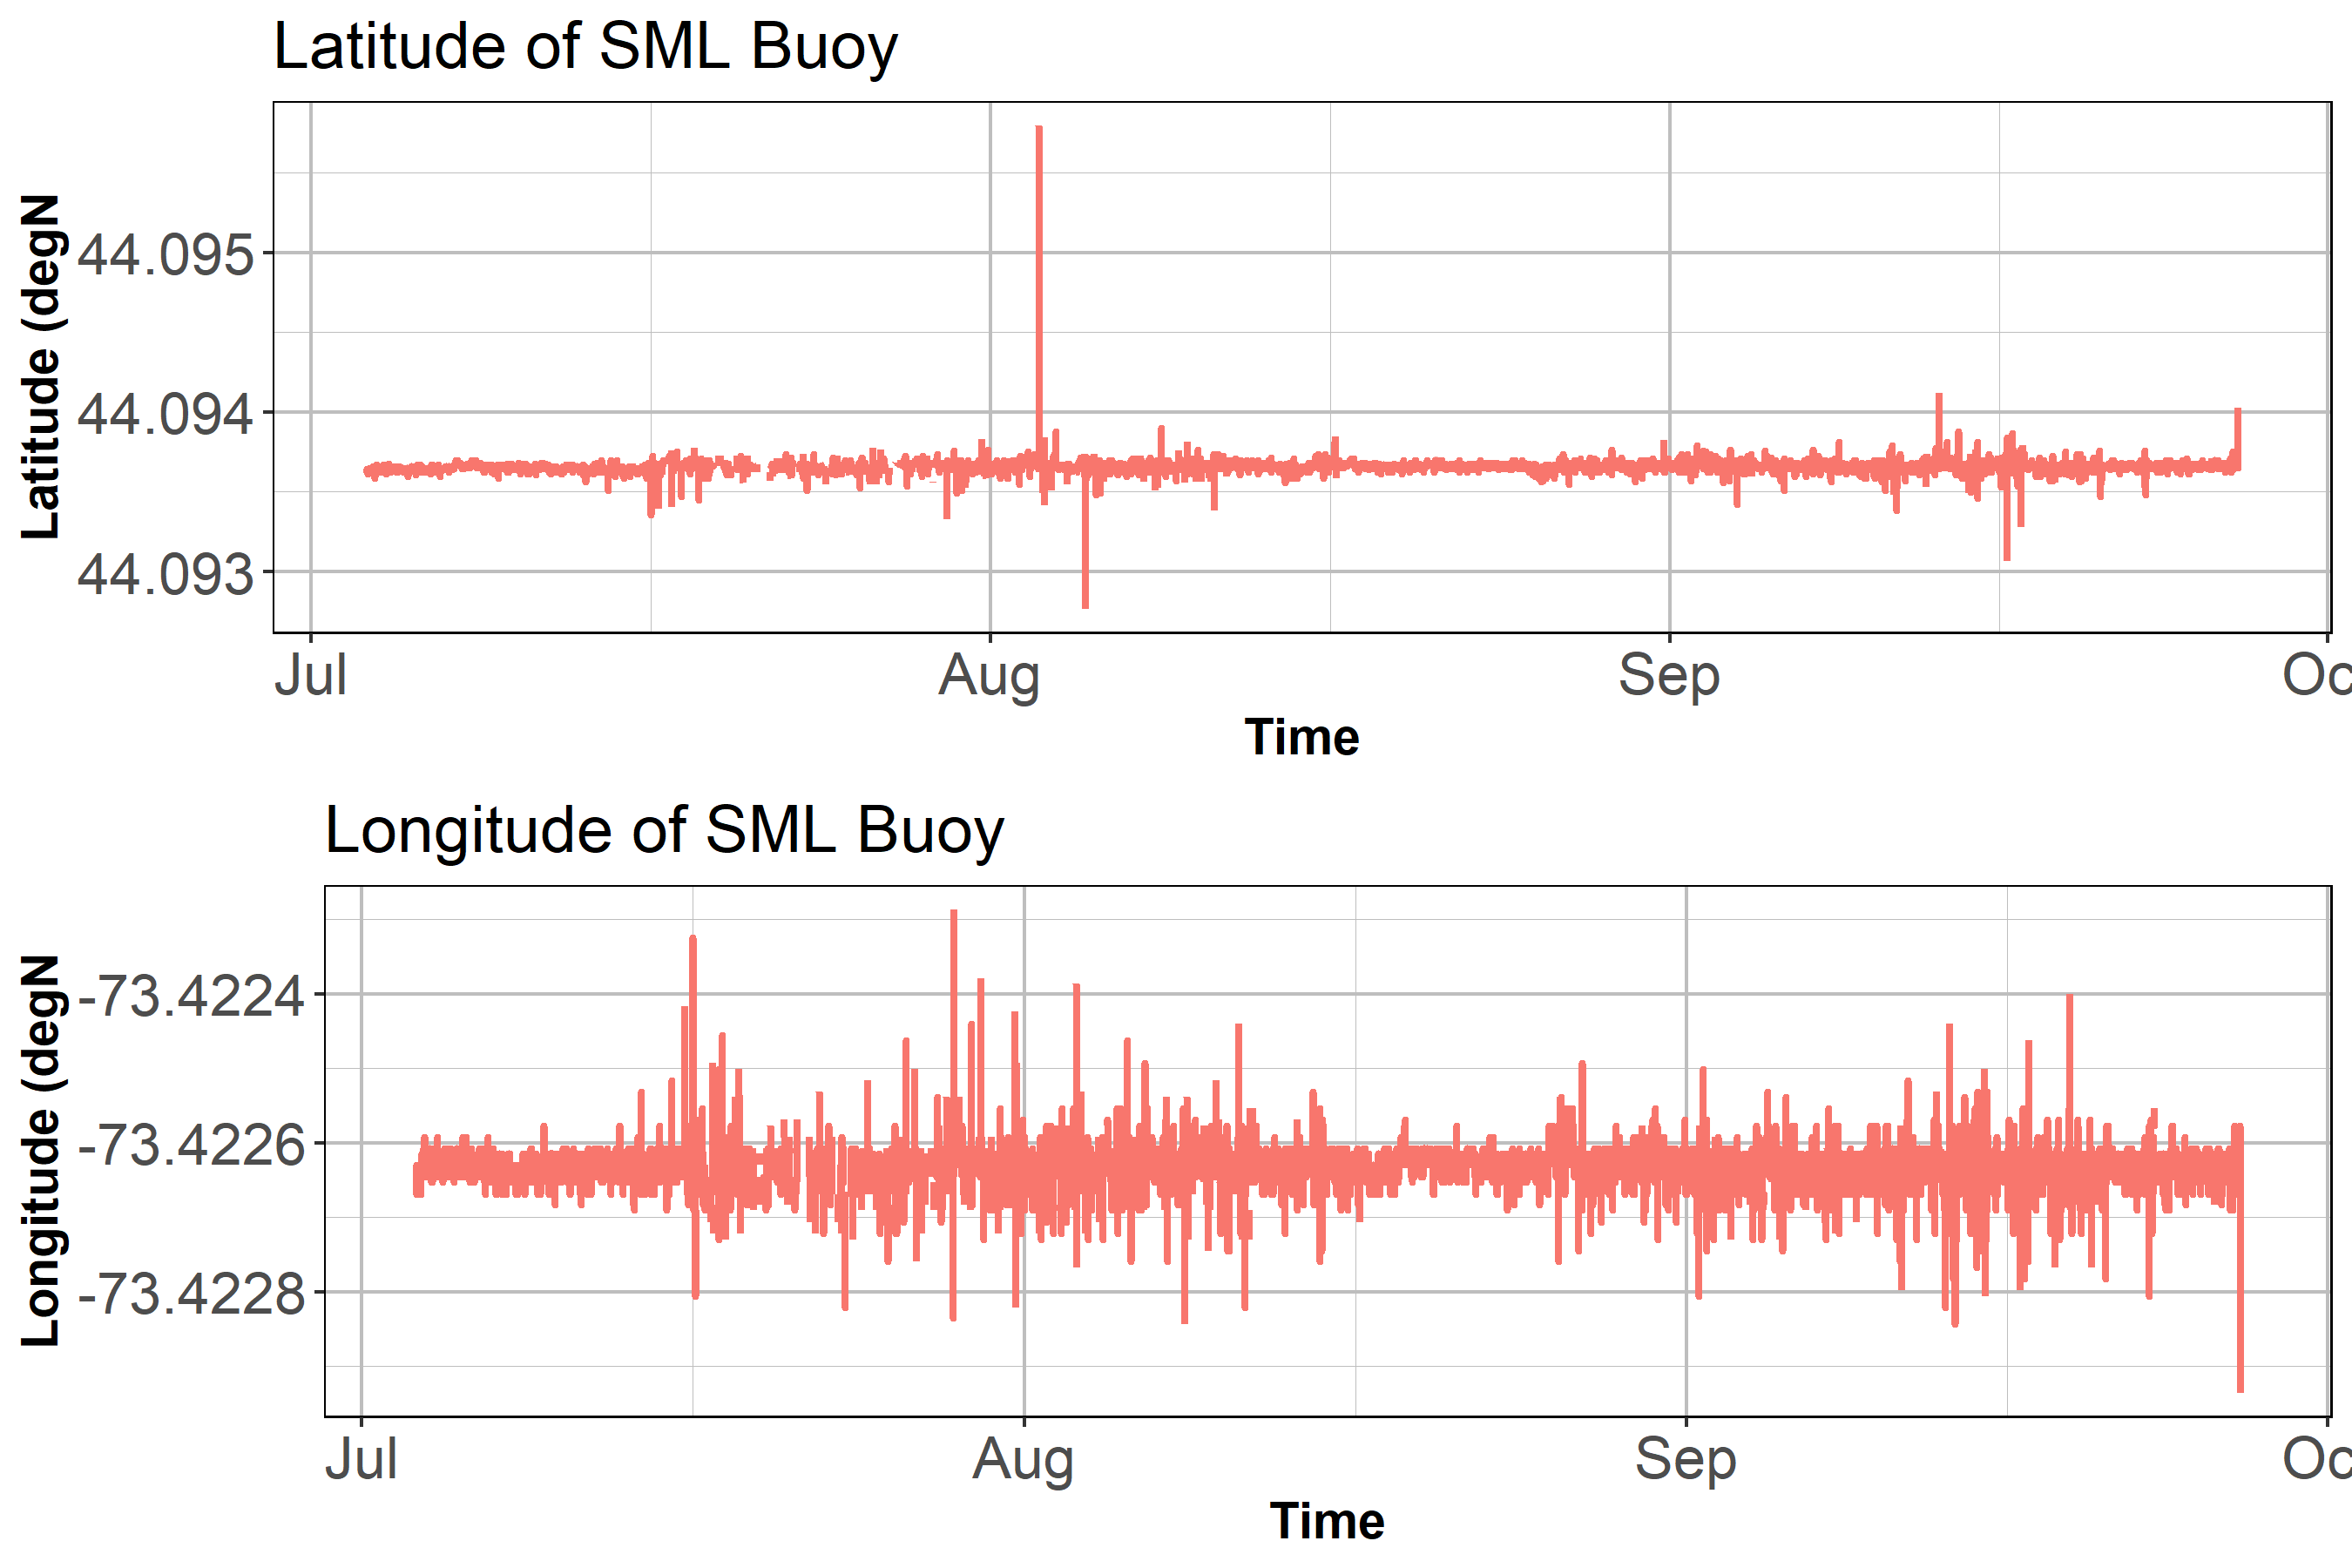 Latitude of SML Buoy
Latitude (degN
44.095
44.094
44.093
Jul Aug Sep Oc
Time
Longitude of SML Buoy
Longitude (degN
-73.4224
-73.4226
-73.4228
Jul Aug Sep Oc
Time